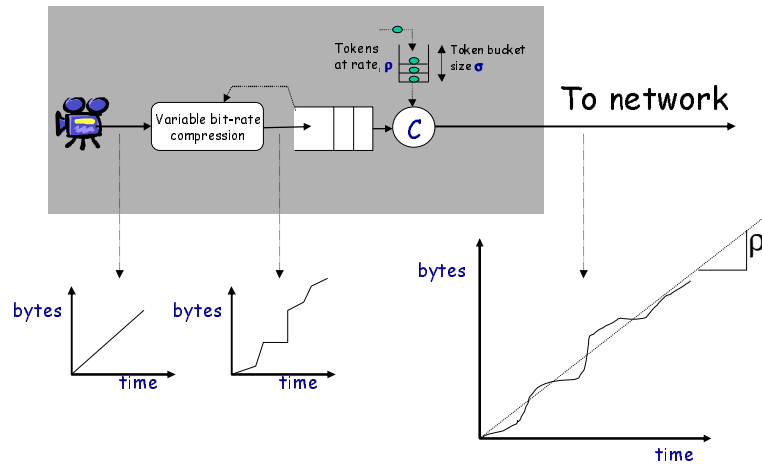 Tokens
at rate, ρ
Token bucket
size σ
To network
Variable bit-rate
compression
C
ρ
bytes
bytes
bytes
time
time
time